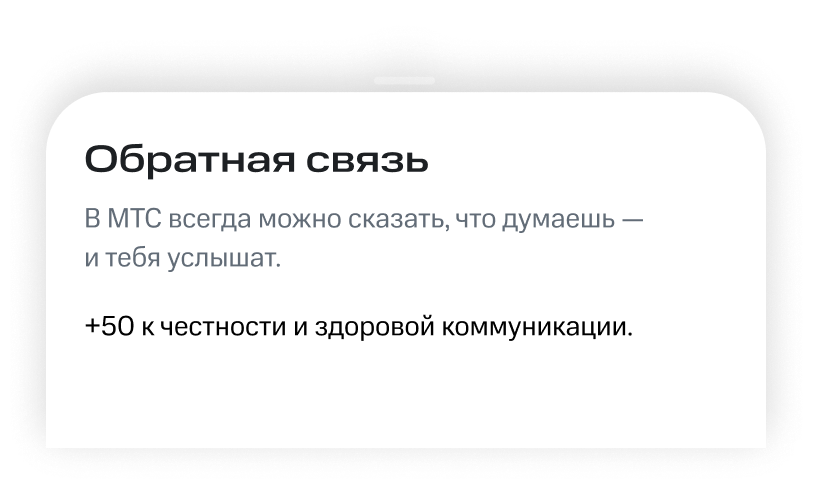 Обратная связь
В МТС всегда можно сказать, что думаешь —
и тебя услышат.
+50 к честности и здоровой коммуникации.